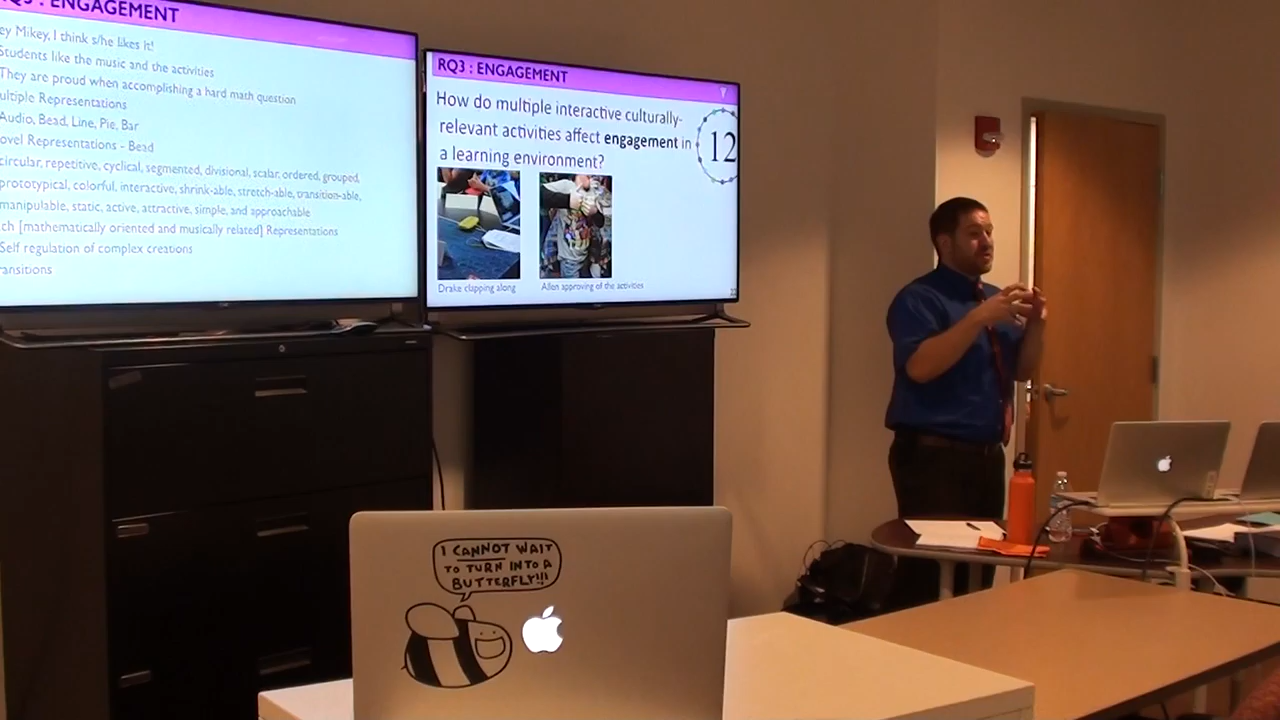 RQ3 : ENGAGEMENT
ey Mikey, I think s/he likes it!
Students like the music and the activities
They are proud when accomplishing a hard math question
ultiple Representations
Audio, Bead, Line, Pie, Bar
ovel Representations - Bead
circular, repetitive, cyclical, segmented, divisional, scalar, ordered, grouped,
prototypical, colorful, interactive, shrink-able, stretch-able, transition-able,
manipulable, static, active, attractive, simple, and approachable
ch [mathematically oriented and musically related] Representations
Self regulation of complex creations
ransitions
RQ3 : ENGAGEMENT
How do multiple interactive culturally-
relevant activities affect engagement in
a learning environment?
12
Drake clapping along
Allen approving of the activities
22
I CANNOT WAIT
TO TURN INTO A
BUTTERFLY!!!